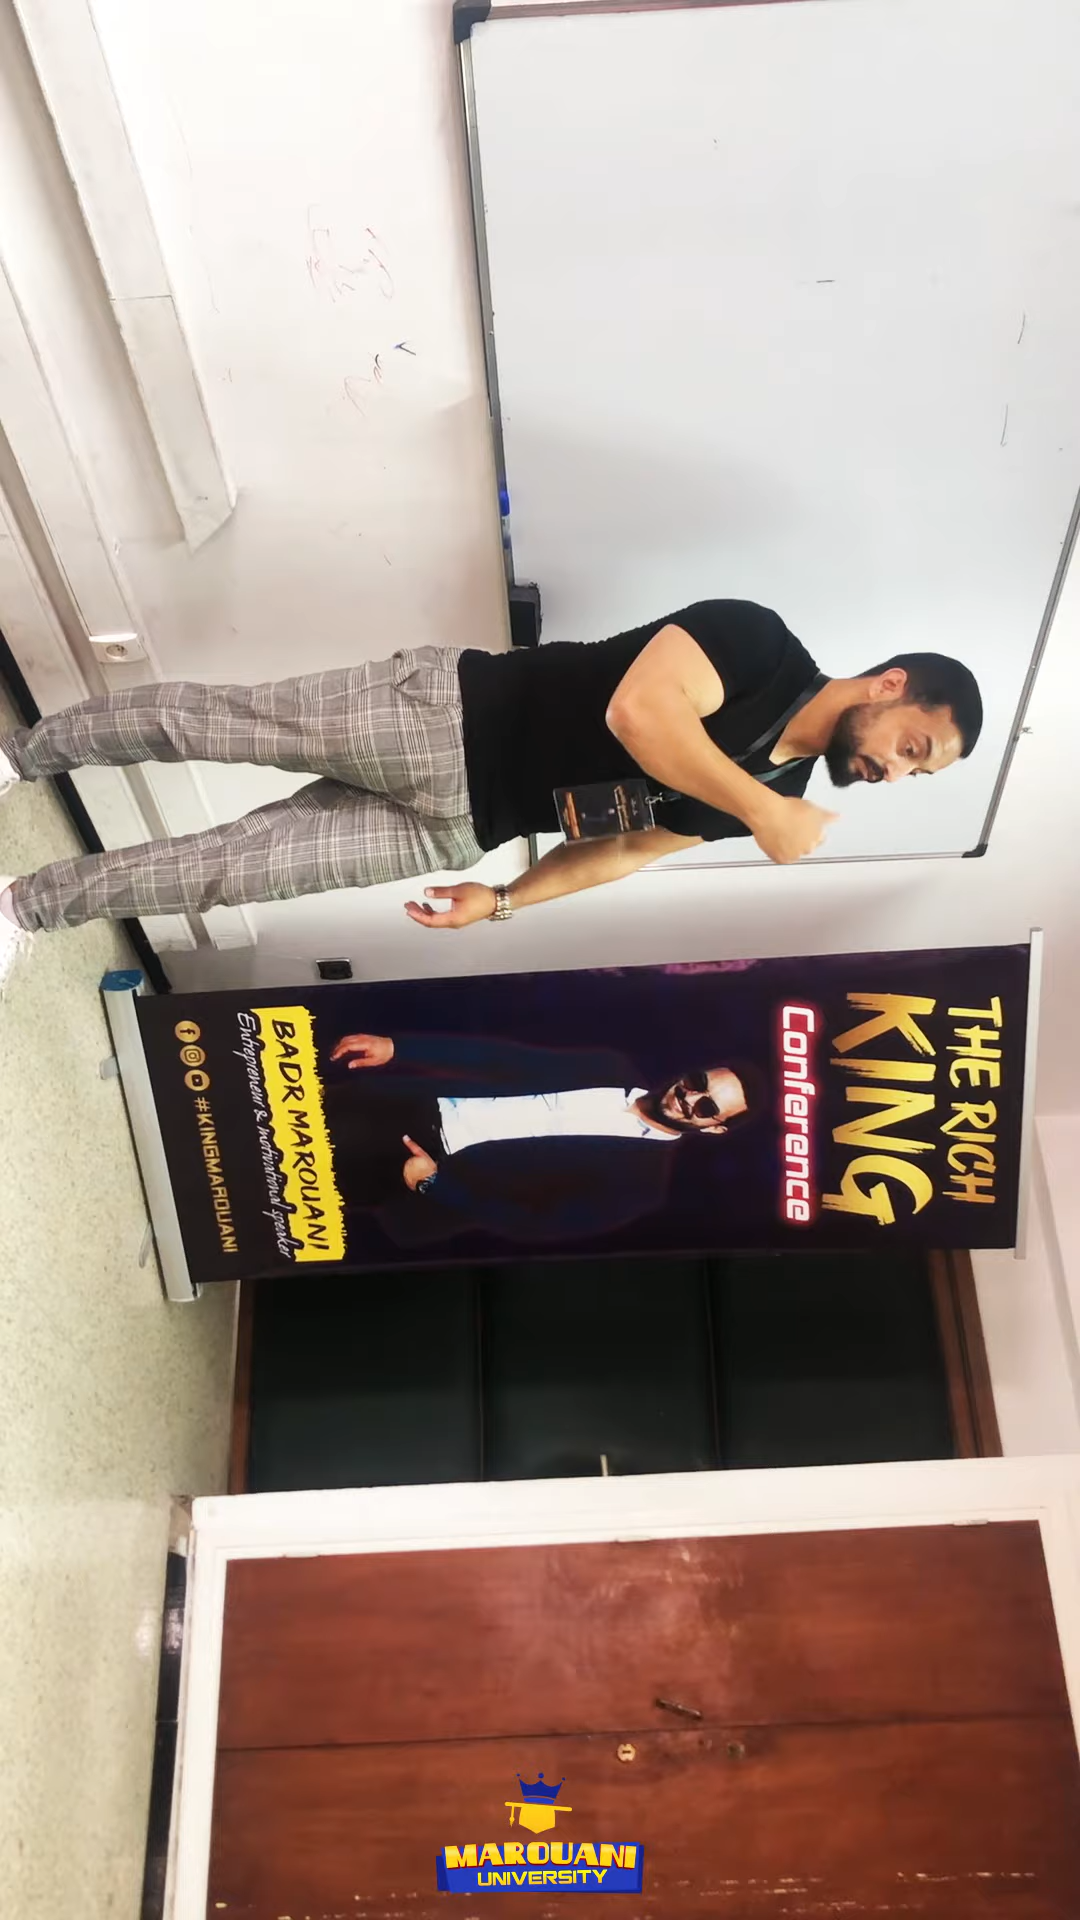 THE RICH
KING
Conference
BADR MAROUANI
Entrepreneur & motivational speaker
#KINGMAROUANI
MAROUANI
UNIVERSITY